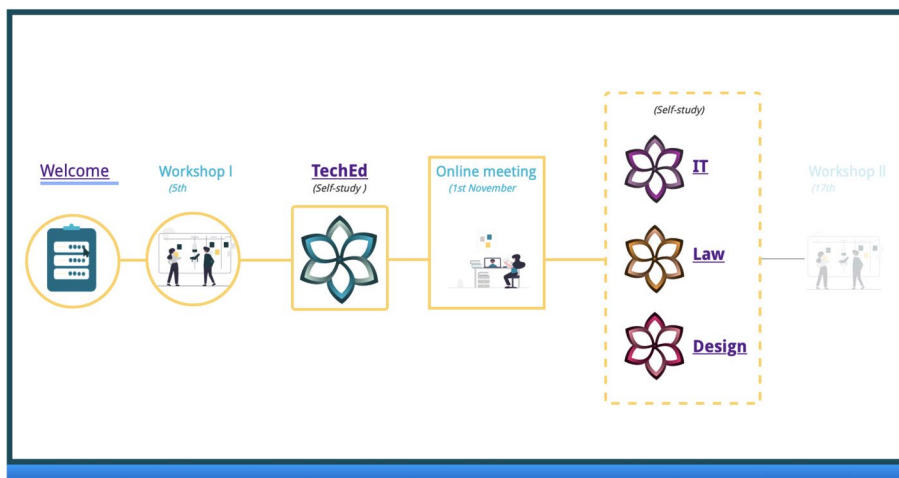 Welcome
Workshop I
(5th
TechEd
(Self-study )
Online meeting
(1st November
(Self-study)
IT
Law
Design
Workshop II
(17th